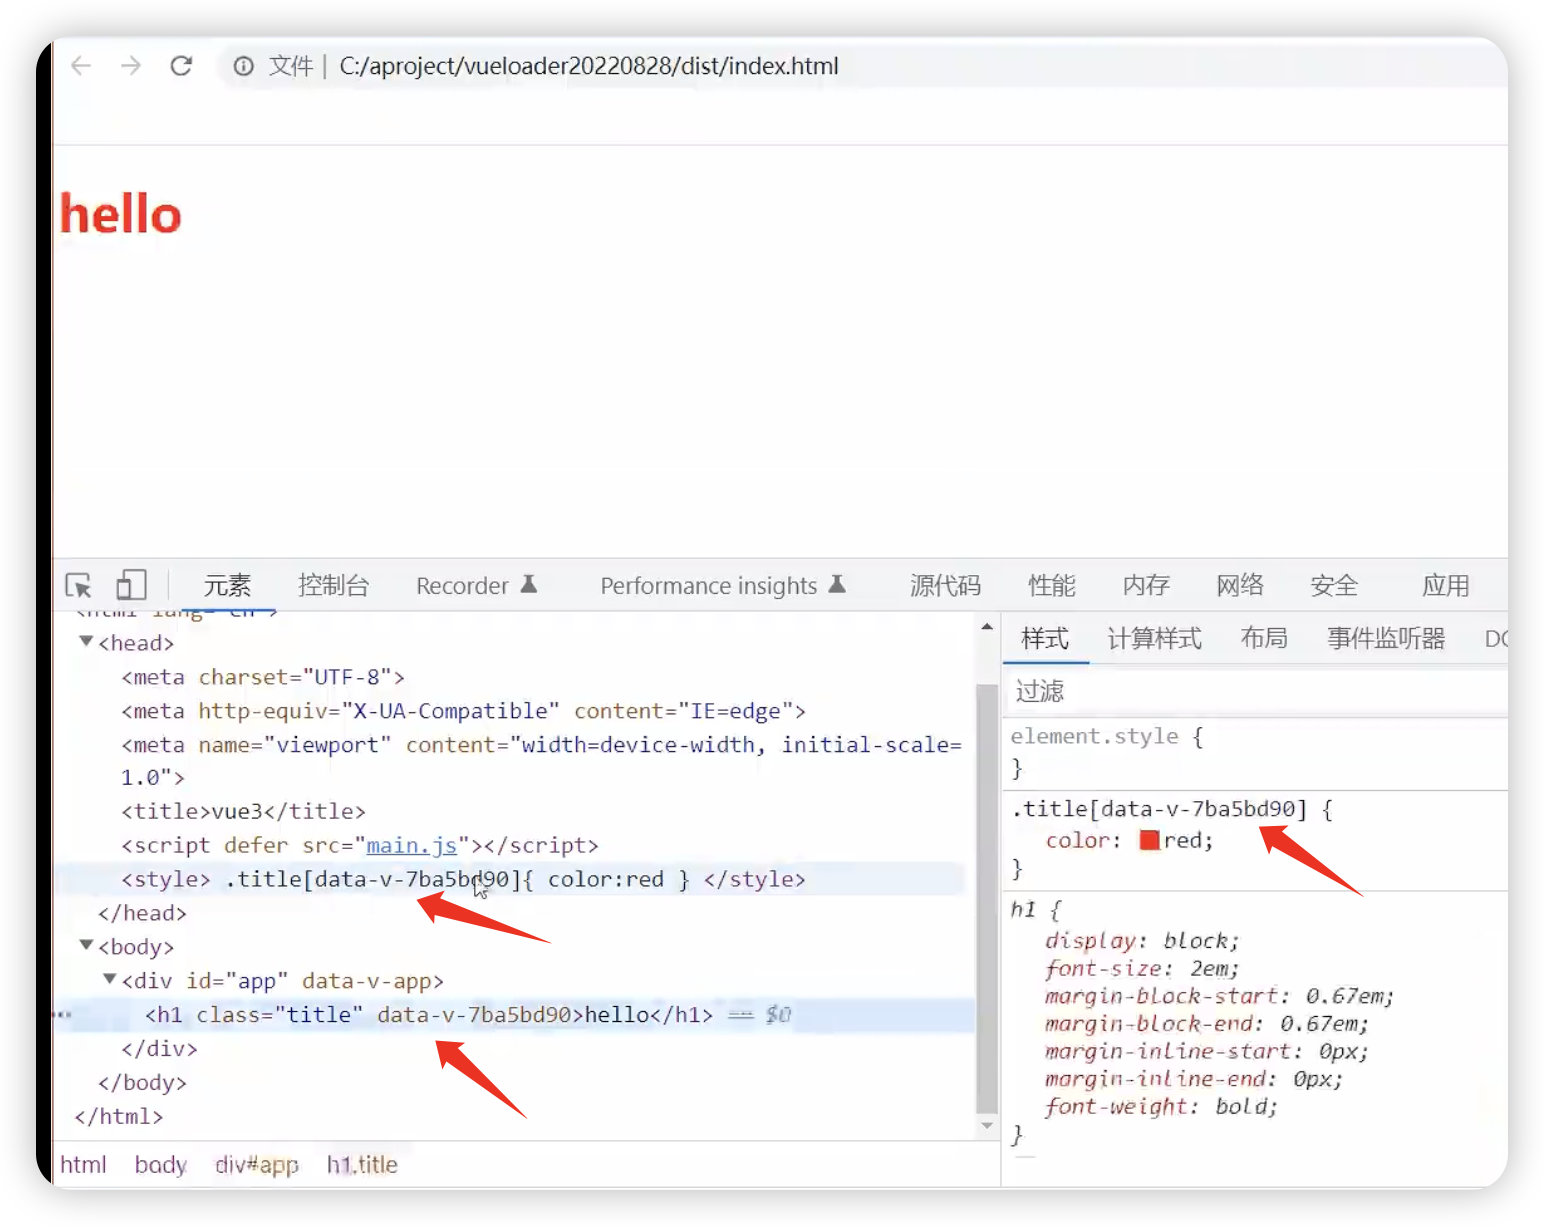 文件 | C:/aproject/vueloader20220828/dist/index.html
hello
元素 控制台 Recorder Performance insights 源代码 性能 内存 网络 安全 应用
<head>
<meta charset="UTF-8">
<meta http-equiv="X-UA-Compatible" content="IE=edge">
<meta name="viewport" content="width=device-width, initial-scale=
1.0">
<title>vue3</title>
<script defer src="main.js"></script>
<style> .title[data-v-7ba5bd90]{ color:red } </style>
</head>
<body>
<div id="app" data-v-app>
<h1 class="title" data-v-7ba5bd90>hello</h1> == $0
</div>
</body>
</html>
html body div#app h1.title
样式 计算样式 布局 事件监听器
过滤
element.style {
}
.title[data-v-7ba5bd90] {
color: red;
}
h1 {
display: block;
font-size: 2em;
margin-block-start: 0.67em;
margin-block-end: 0.67em;
margin-inline-start: 0px;
margin-inline-end: 0px;
font-weight: bold;
}